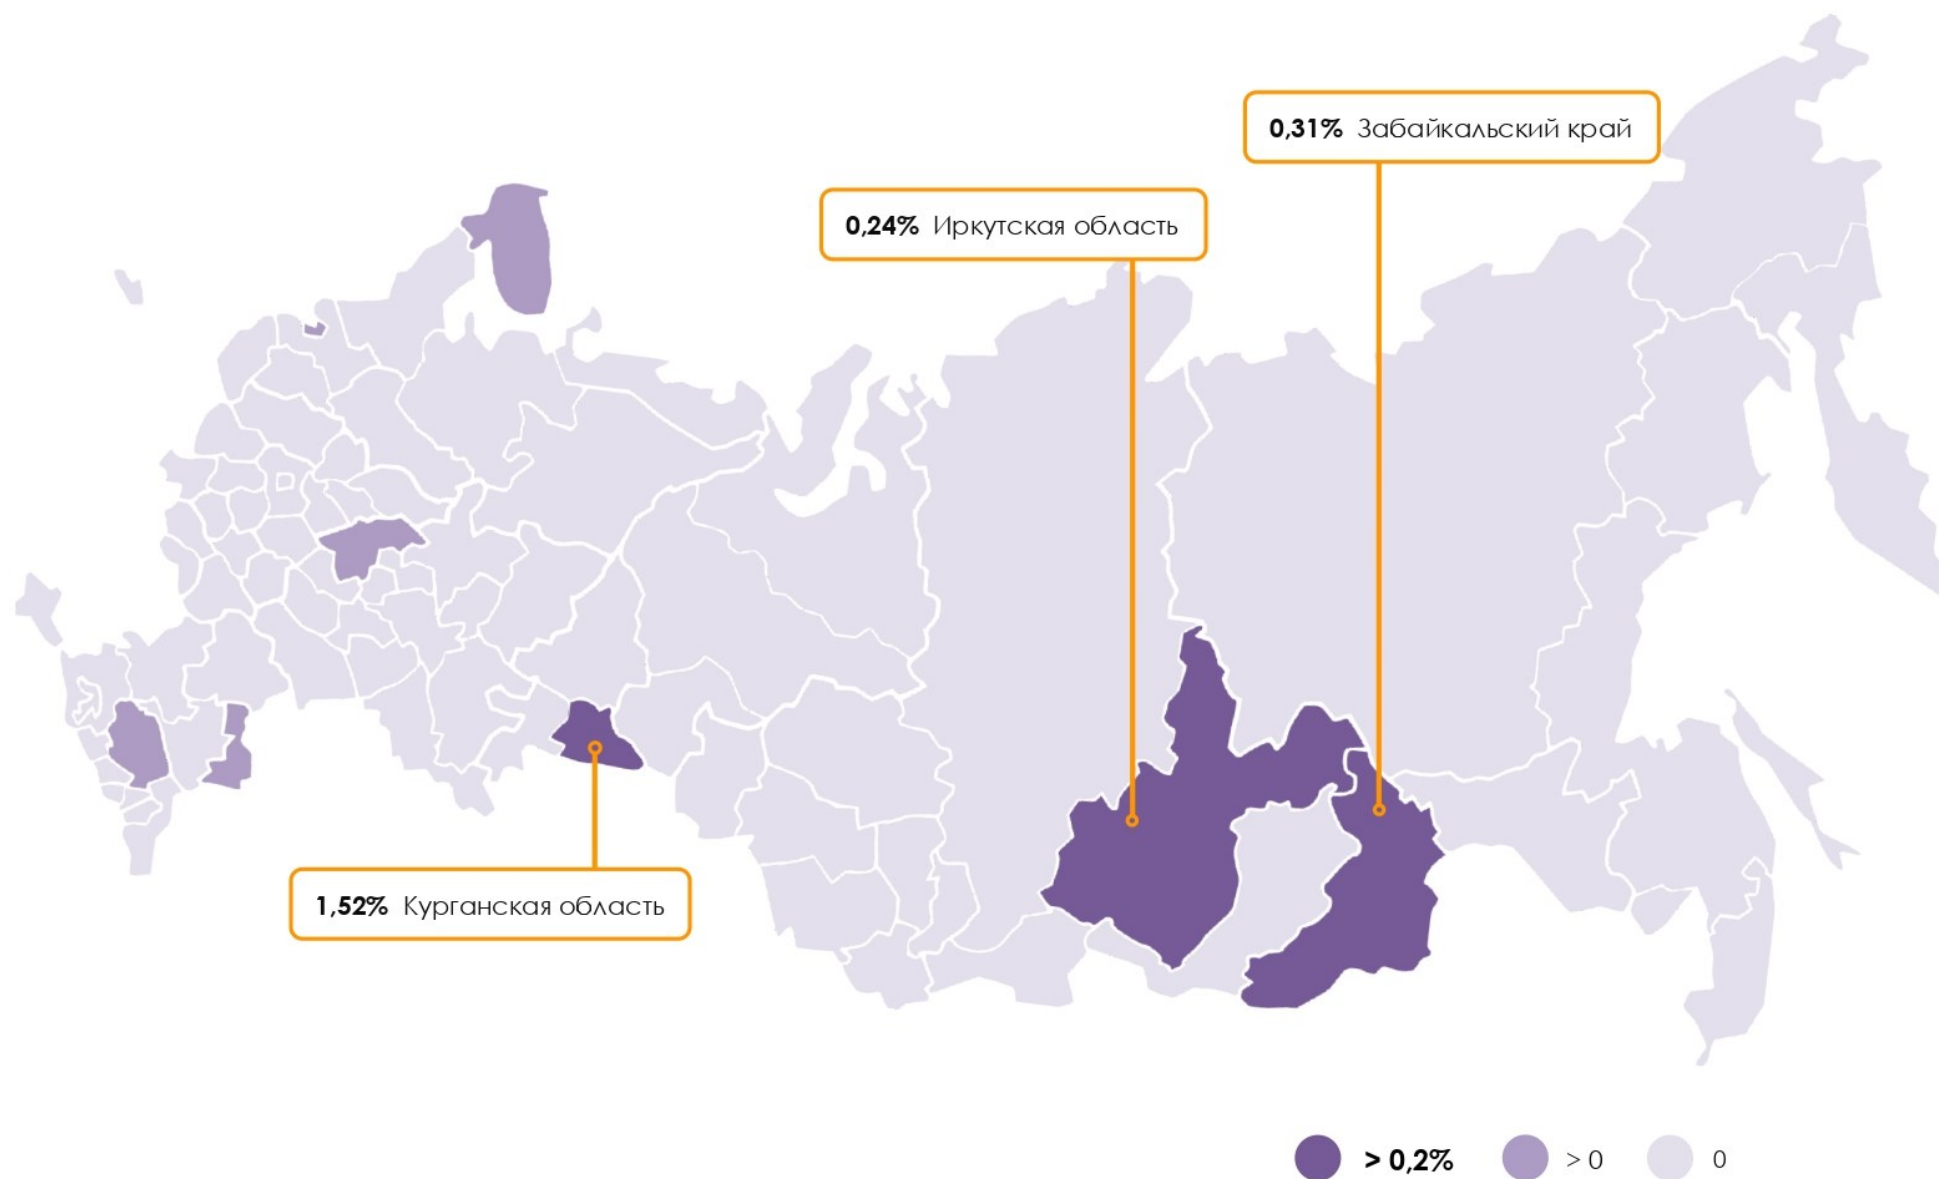 0,31% Забайкальский край
0,24% Иркутская область
1,52% Курганская область
> 0,2% > 0 0